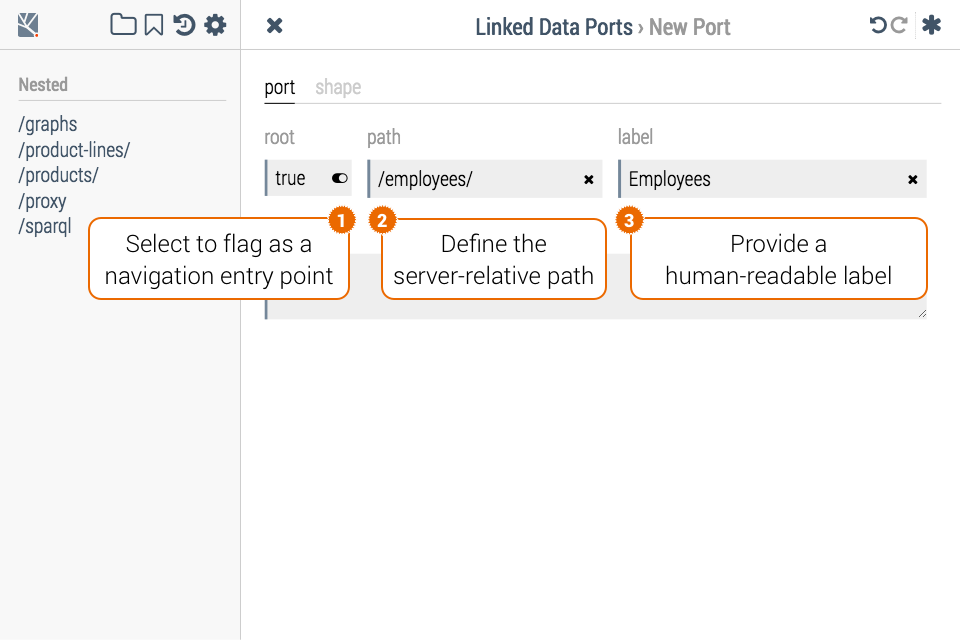 Linked Data Ports › New Port
Nested
/graphs
/product-lines/
/products/
/proxy
/sparql
port shape
root path label
true /employees/ Employees
1 2 3
Select to flag as a
navigation entry point
Define the
server-relative path
Provide a
human-readable label